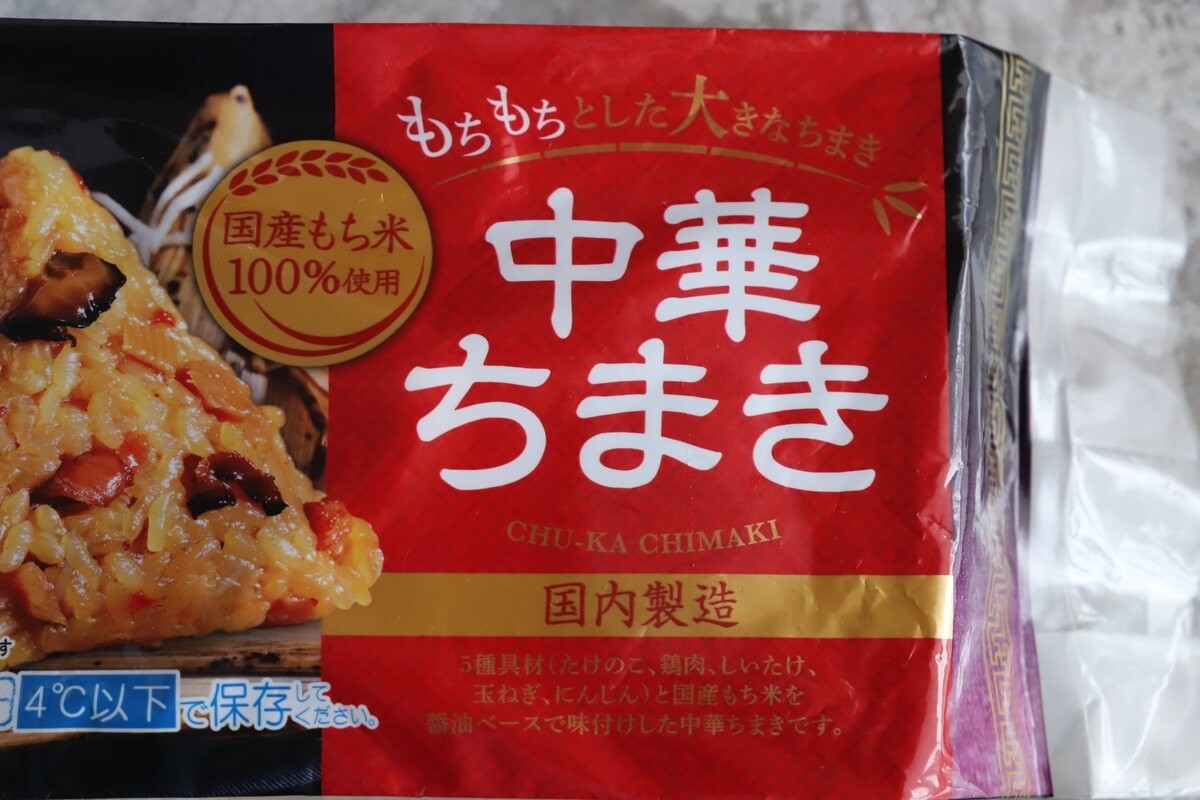 もちもちとした大きなちまき
国産もち米
100%使用
中華
ちまき
CHU-KA CHIMAKI
国内製造
5種具材(たけのこ、鶏肉、しいたけ、
玉ねぎ、にんじん)と国産もち米を
醤油ベースで味付けした中華ちまきです。
す
4℃以下で保存してください。